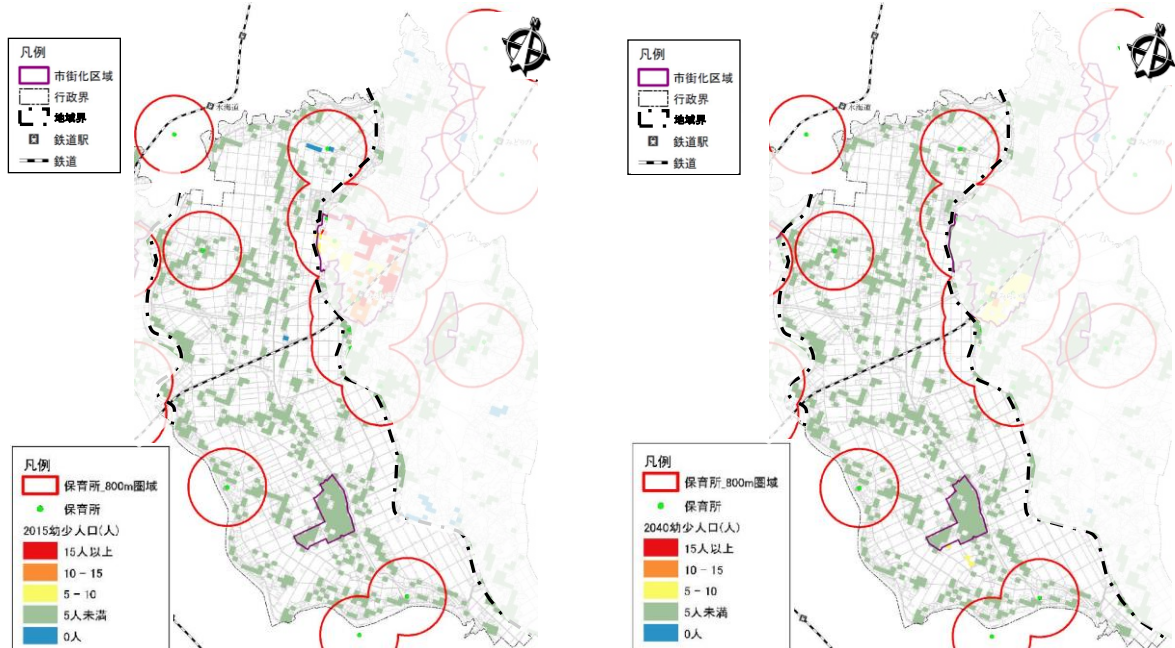 凡例
市街化区域
行政界
地域界
鉄道駅
鉄道
木海道
凡例
保育所_800m圏域
保育所
2015幼少人口(人)
15人以上
10 - 15
5 - 10
5人未満
0人
凡例
市街化区域
行政界
地域界
鉄道駅
鉄道
木海道
凡例
保育所_800m圏域
保育所
2040幼少人口(人)
15人以上
10 - 15
5 - 10
5人未満
0人